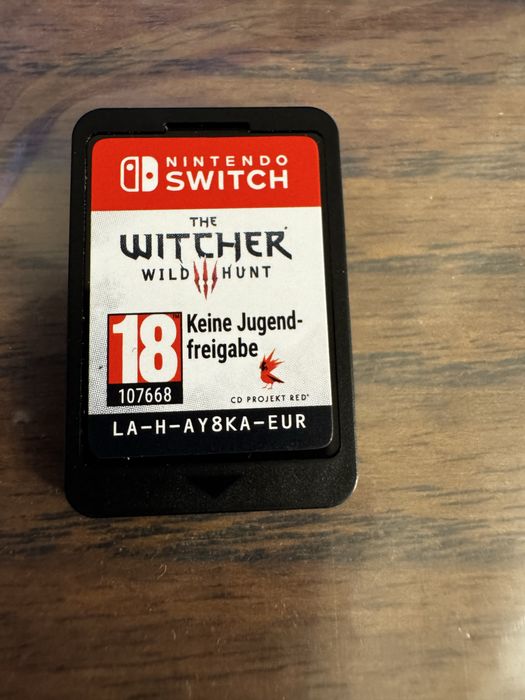 NINTENDO
SWITCH
THE
WITCHER
WILD HUNT
18 Keine Jugend-
freigabe
107668
CD PROJEKT RED®
LA-H-AY8KA-EUR